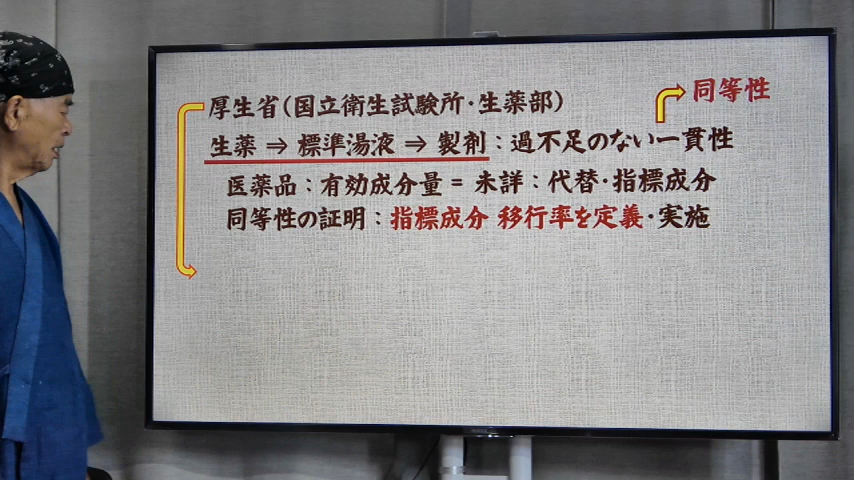 同等性
厚生省(国立衛生試験所・生薬部)
生薬 ⇒ 標準湯液 ⇒ 製剤:過不足のない一貫性
医薬品:有効成分量 = 未詳:代替・指標成分
同等性の証明:指標成分 移行率を定義・実施